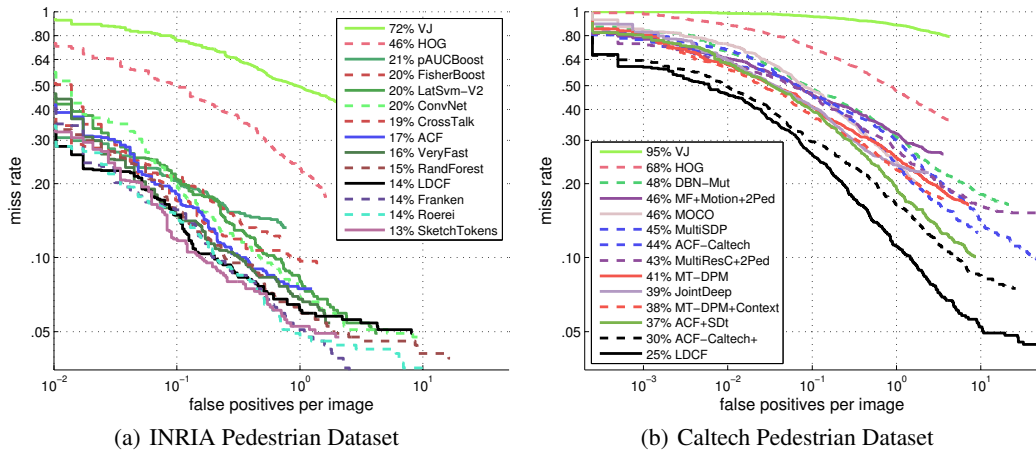 1
.80
.64
.50
.40
.30
.20
.10
.05
miss rate
10^-2
10^-1
10^0
10^1
false positives per image
72% VJ
46% HOG
21% pAUCBoost
20% FisherBoost
20% LatSvm-V2
20% ConvNet
19% CrossTalk
17% ACF
16% VeryFast
15% RandForest
14% LDCF
14% Franken
14% Roerei
13% SketchTokens
(a) INRIA Pedestrian Dataset
1
.80
.64
.50
.40
.30
.20
.10
.05
miss rate
10^-3
10^-2
10^-1
10^0
10^1
false positives per image
95% VJ
68% HOG
48% DBN-Mut
46% MF+Motion+2Ped
46% MOCO
45% MultiSDP
44% ACF-Caltech
43% MultiResC+2Ped
41% MT-DPM
39% JointDeep
38% MT-DPM+Context
37% ACF+SDt
30% ACF-Caltech+
25% LDCF
(b) Caltech Pedestrian Dataset